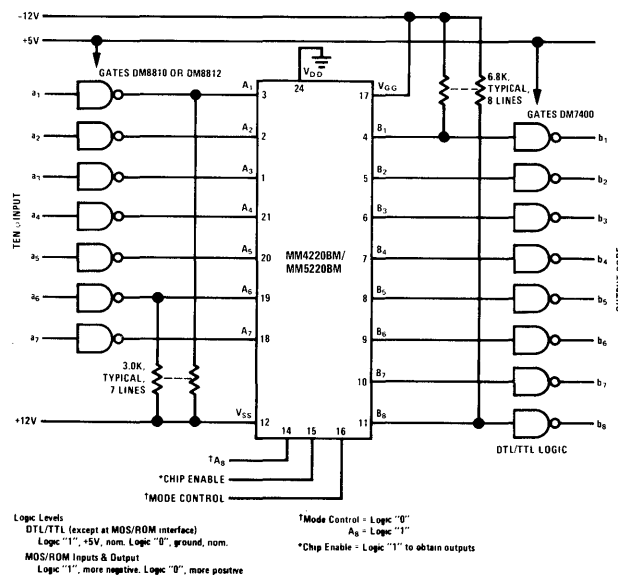 -12V
+5V
GATES DM8810 OR DM8812
VDD
24
6.8K,
TYPICAL,
8 LINES
GATES DM7400
a1 A1 3 VGG 17
B1 4 b1
a2 A2 2
B2 5 b2
a3 A3 1
B3 6 b3
a4 A4 21
B4 7 b4
INPUT
MM4220BM/
MM5220BM
a5 A5 20
B5 8 b5
a6 A6 19
B6 9 b6
a7 A7 18
B7 10 b7
3.0K,
TYPICAL,
7 LINES
+12V VSS 12
B8 11 b8
14 15 16
DTL/TTL LOGIC
†A8
*CHIP ENABLE
†MODE CONTROL
Logic Levels
DTL/TTL (except at MOS/ROM interface)
Logic "1", +5V, nom. Logic "0", ground, nom.
MOS/ROM Inputs & Output
Logic "1", more negative. Logic "0", more positive
†Mode Control = Logic "0"
A8 = Logic "1"
*Chip Enable = Logic "1" to obtain outputs